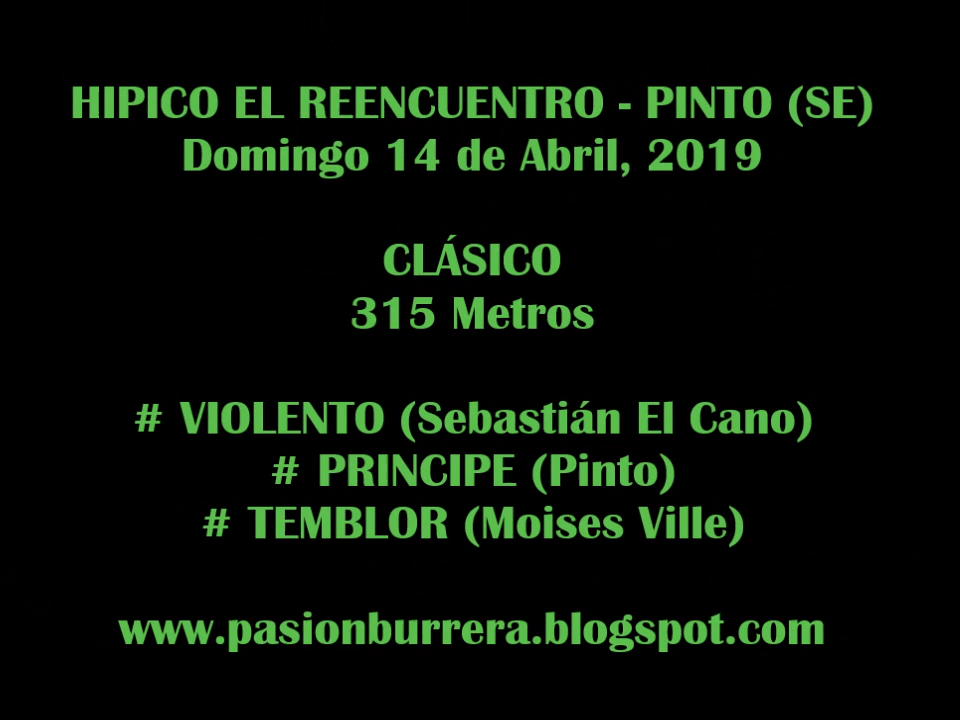 HIPICO EL REENCUENTRO - PINTO (SE)
Domingo 14 de Abril, 2019
CLÁSICO
315 Metros
# VIOLENTO (Sebastián El Cano)
# PRINCIPE (Pinto)
# TEMBLOR (Moises Ville)
www.pasionburrera.blogspot.com